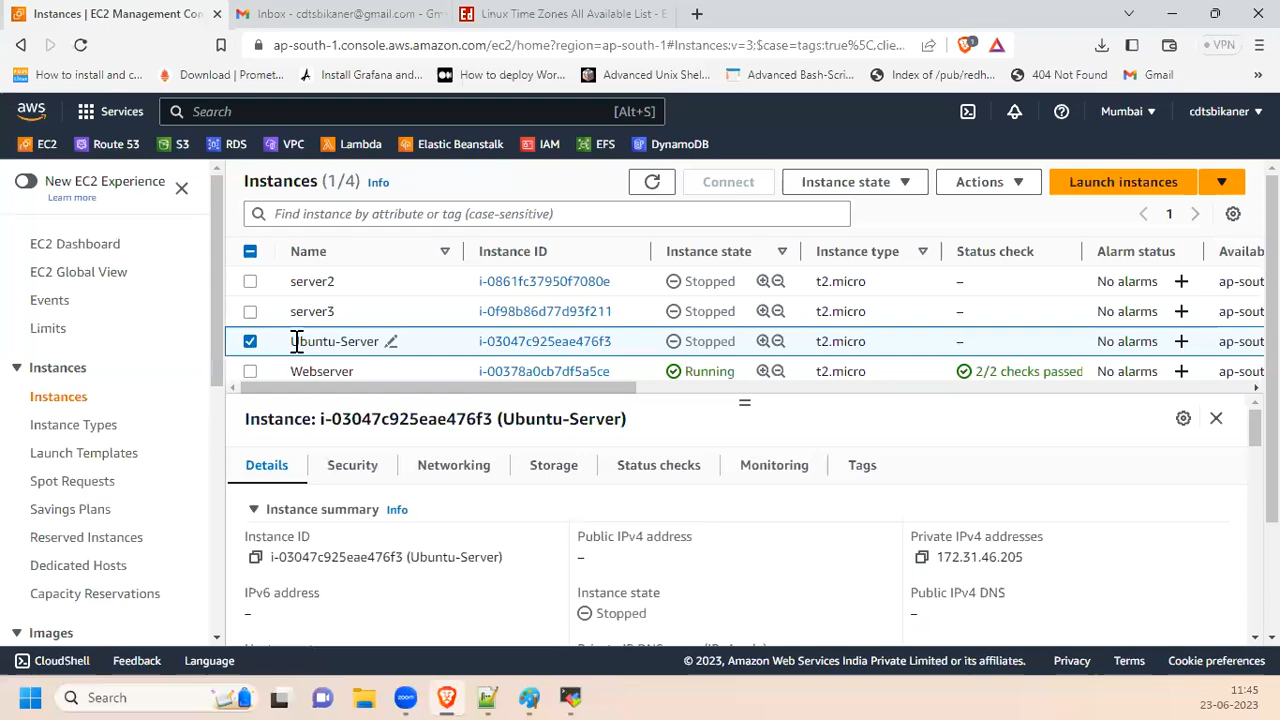 Instances | EC2 Management Con
Inbox - cdtsbikaner@gmail.com - Gm
Linux Time Zones All Available List - E
ap-south-1.console.aws.amazon.com/ec2/home?region=ap-south-1#Instances:v=3;$case=tags:true%5C,clie...
VPN
How to install and c...
Download | Promet...
Install Grafana and...
How to deploy Wor...
Advanced Unix Shel...
Advanced Bash-Scri...
Index of /pub/redh...
404 Not Found
Gmail
aws
Services
Search [Alt+S]
Mumbai
cdtsbikaner
EC2
Route 53
S3
RDS
VPC
Lambda
Elastic Beanstalk
IAM
EFS
DynamoDB
New EC2 Experience
Learn more
EC2 Dashboard
EC2 Global View
Events
Limits
Instances
Instances
Instance Types
Launch Templates
Spot Requests
Savings Plans
Reserved Instances
Dedicated Hosts
Capacity Reservations
Images
Instances (1/4) Info
Connect
Instance state
Actions
Launch instances
Find instance by attribute or tag (case-sensitive)
1
Name Instance ID Instance state Instance type Status check Alarm status Availab
server2 i-0861fc37950f7080e Stopped t2.micro – No alarms + ap-sout
server3 i-0f98b86d77d93f211 Stopped t2.micro – No alarms + ap-sout
Ubuntu-Server i-03047c925eae476f3 Stopped t2.micro – No alarms + ap-sout
Webserver i-00378a0cb7df5a5ce Running t2.micro 2/2 checks passed No alarms + ap-sout
Instance: i-03047c925eae476f3 (Ubuntu-Server)
Details Security Networking Storage Status checks Monitoring Tags
Instance summary Info
Instance ID
i-03047c925eae476f3 (Ubuntu-Server)
Public IPv4 address
–
Private IPv4 addresses
172.31.46.205
IPv6 address
–
Instance state
Stopped
Public IPv4 DNS
–
CloudShell
Feedback
Language
© 2023, Amazon Web Services India Private Limited or its affiliates.
Privacy
Terms
Cookie preferences
Search
zoom
11:45
23-06-2023